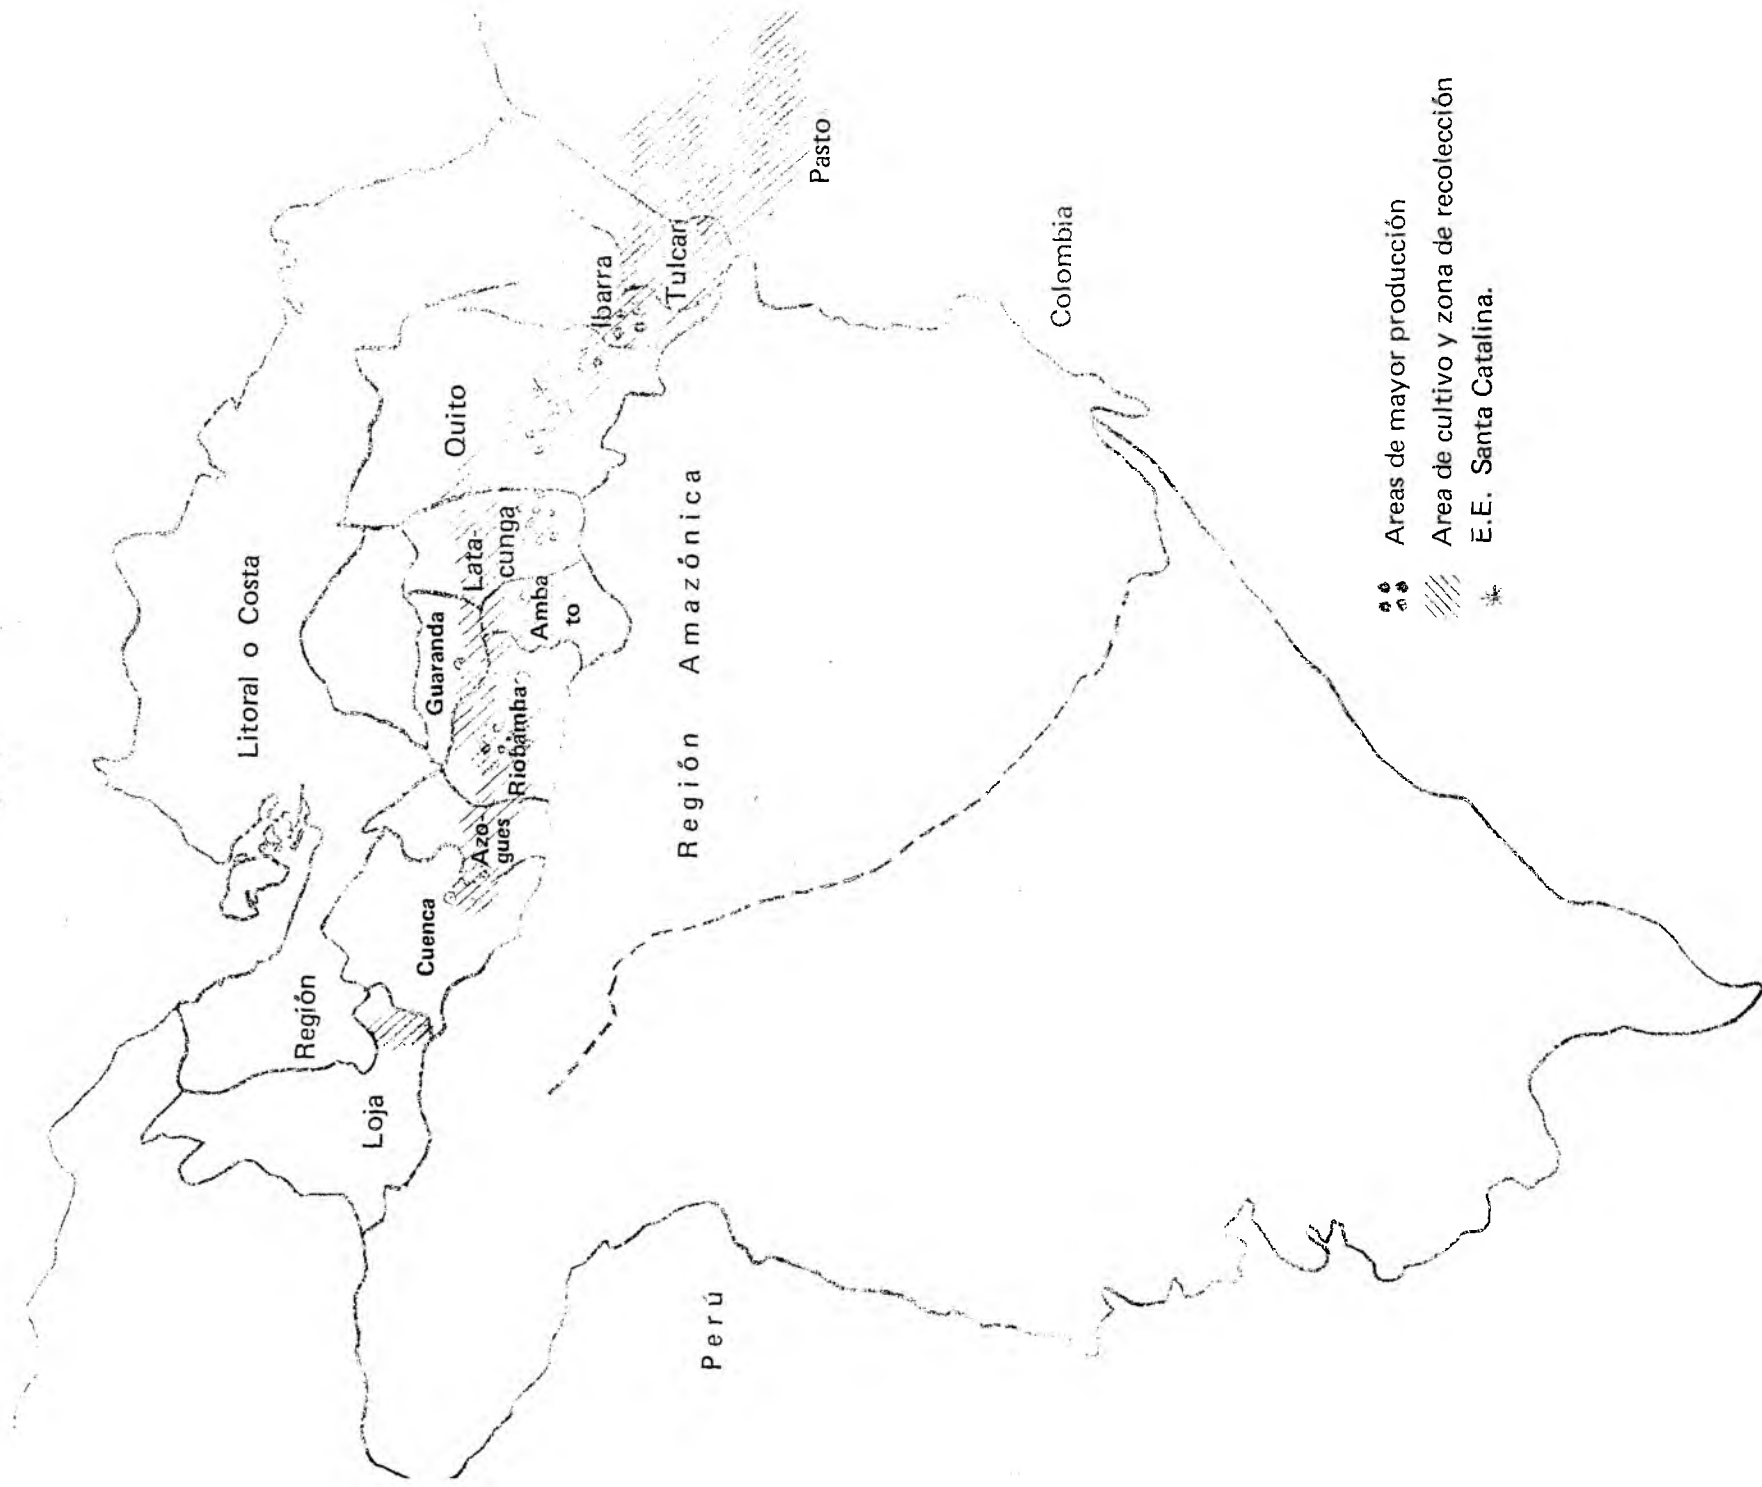 Litoral o Costa
Región
Loja
Cuenca
Azo-
gues
Riobamba
Guaranda
Amba
to
Lata-
cunga
Quito
Ibarra
Tulcan
Pasto
Región Amazónica
Colombia
Perú
Areas de mayor producción
Area de cultivo y zona de recolección
E.E. Santa Catalina.